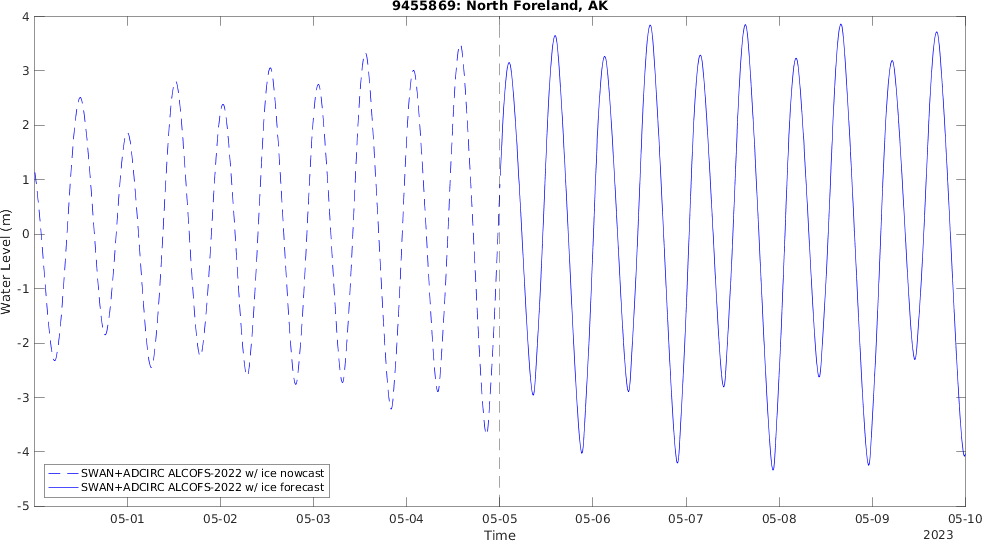 9455869: North Foreland, AK
4
3
2
1
0
-1
-2
-3
-4
-5
Water Level (m)
SWAN+ADCIRC ALCOFS-2022 w/ ice nowcast
SWAN+ADCIRC ALCOFS-2022 w/ ice forecast
05-01 05-02 05-03 05-04 05-05 05-06 05-07 05-08 05-09 05-10
Time
2023